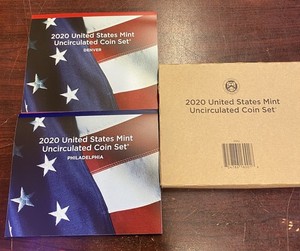 2020 United States Mint
Uncirculated Coin Set®
DENVER
2020 United States Mint
Uncirculated Coin Set®
PHILADELPHIA
2020 United States Mint
Uncirculated Coin Set®